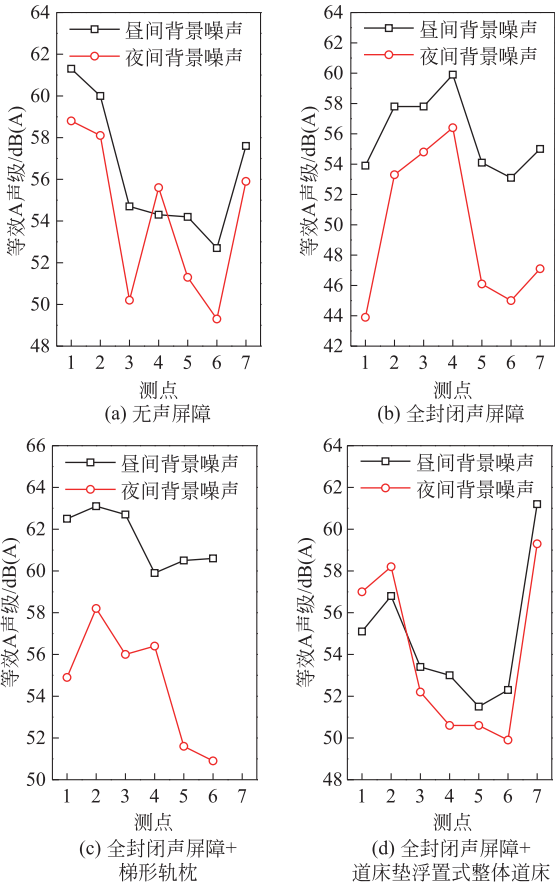 64
62
60
58
56
54
52
50
48
等效A声级/dB(A)
昼间背景噪声
夜间背景噪声
1 2 3 4 5 6 7
测点
(a) 无声屏障
64
62
60
58
56
54
52
50
48
46
44
42
等效A声级/dB(A)
昼间背景噪声
夜间背景噪声
1 2 3 4 5 6 7
测点
(b) 全封闭声屏障
66
64
62
60
58
56
54
52
50
等效A声级/dB(A)
昼间背景噪声
夜间背景噪声
1 2 3 4 5 6 7
测点
(c) 全封闭声屏障+
梯形轨枕
64
62
60
58
56
54
52
50
48
等效A声级/dB(A)
昼间背景噪声
夜间背景噪声
1 2 3 4 5 6 7
测点
(d) 全封闭声屏障+
道床垫浮置式整体道床